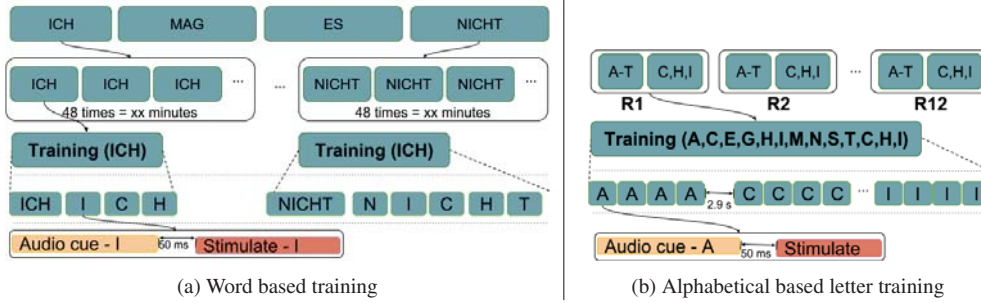 ICH MAG ES NICHT
ICH ICH ICH ... ... NICHT NICHT NICHT ...
48 times = xx minutes 48 times = xx minutes
Training (ICH) Training (ICH)
ICH I C H NICHT N I C H T
Audio cue - I 50 ms Stimulate - I
(a) Word based training
A-T C,H,I A-T C,H,I ... A-T C,H,I
R1 R2 R12
Training (A,C,E,G,H,I,M,N,S,T,C,H,I)
A A A A 2.9 s C C C C ... I I I I
Audio cue - A 50 ms Stimulate
(b) Alphabetical based letter training